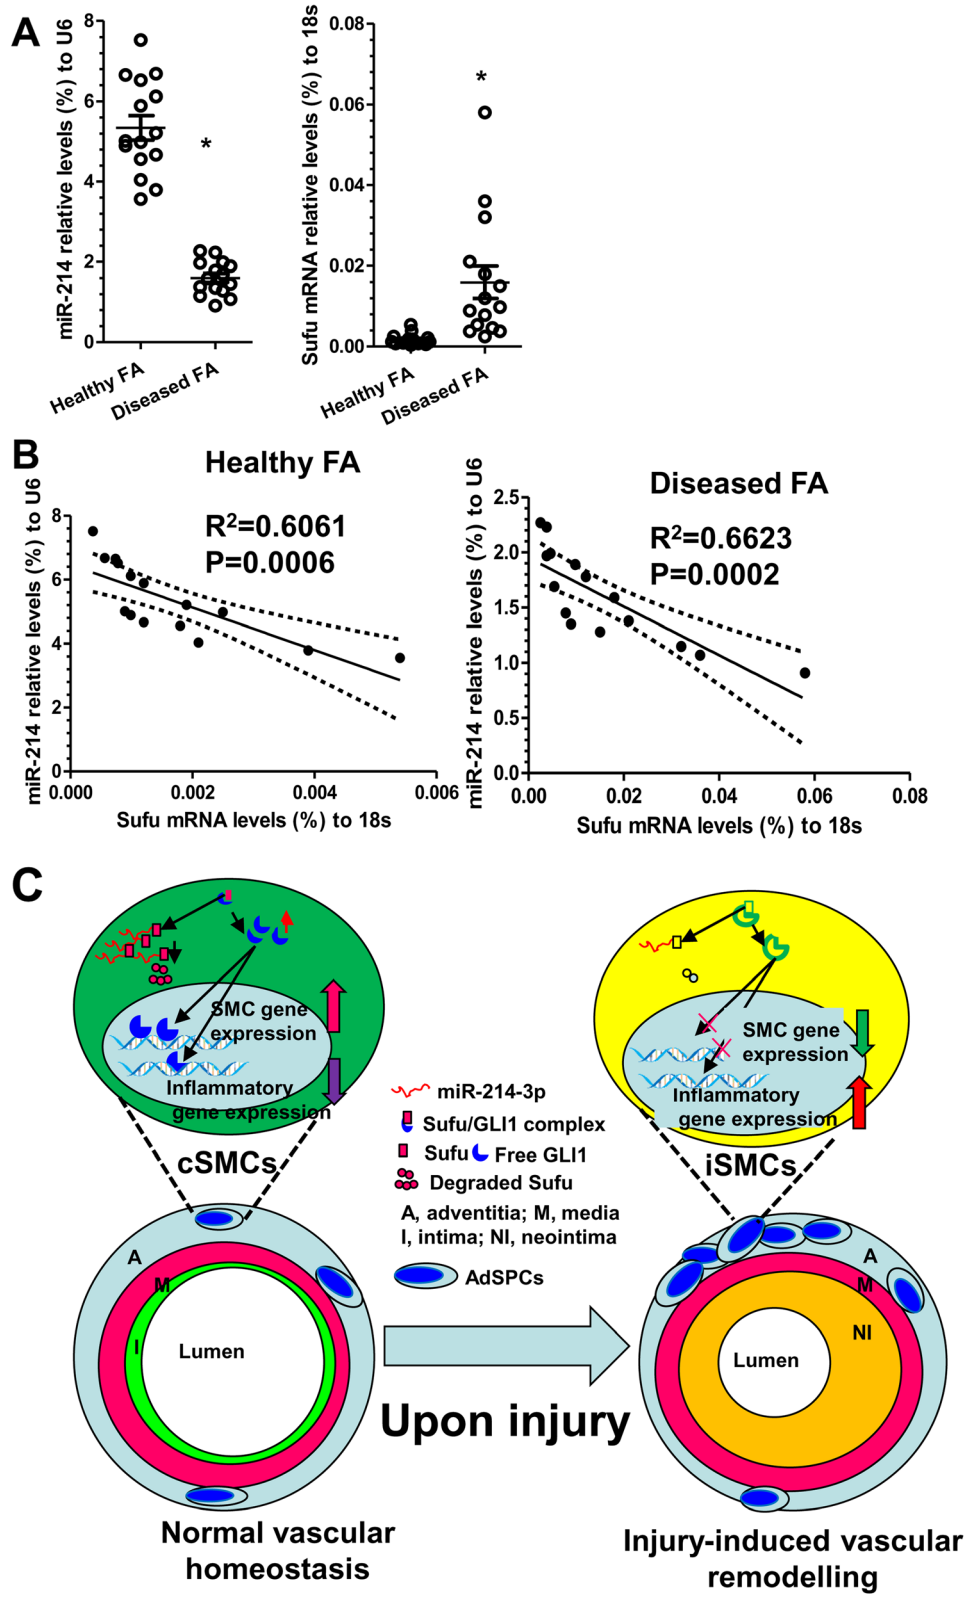 A
miR-214 relative levels (%) to U6
8
6
4
2
0
*
Healthy FA
Diseased FA
Sufu mRNA relative levels (%) to 18s
0.08
0.06
0.04
0.02
0.00
*
Healthy FA
Diseased FA
B
Healthy FA
R²=0.6061
P=0.0006
miR-214 relative levels (%) to U6
8
6
4
2
0
0.000
0.002
0.004
0.006
Sufu mRNA levels (%) to 18s
Diseased FA
R²=0.6623
P=0.0002
miR-214 relative levels (%) to U6
2.5
2.0
1.5
1.0
0.5
0.0
0.00
0.02
0.04
0.06
0.08
Sufu mRNA levels (%) to 18s
C
SMC gene
expression
Inflammatory
gene expression
cSMCs
SMC gene
expression
Inflammatory
gene expression
iSMCs
miR-214-3p
Sufu/GLI1 complex
Sufu
Free GLI1
Degraded Sufu
A, adventitia; M, media
I, intima; NI, neointima
AdSPCs
A
M
I
Lumen
A
M
NI
Lumen
Upon injury
Normal vascular
homeostasis
Injury-induced vascular
remodelling